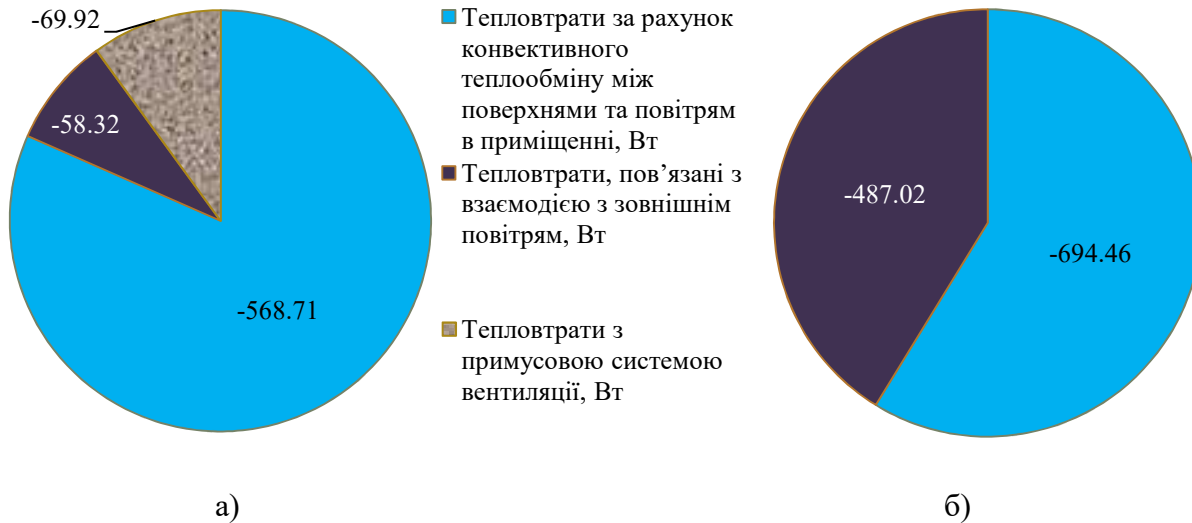 -69.92
-58.32
-568.71
Тепловтрати за рахунок
конвективного
теплообміну між
поверхнями та повітрям
в приміщенні, Вт
Тепловтрати, пов’язані з
взаємодією з зовнішнім
повітрям, Вт
Тепловтрати з
примусовою системою
вентиляції, Вт
-487.02
-694.46
а)
б)